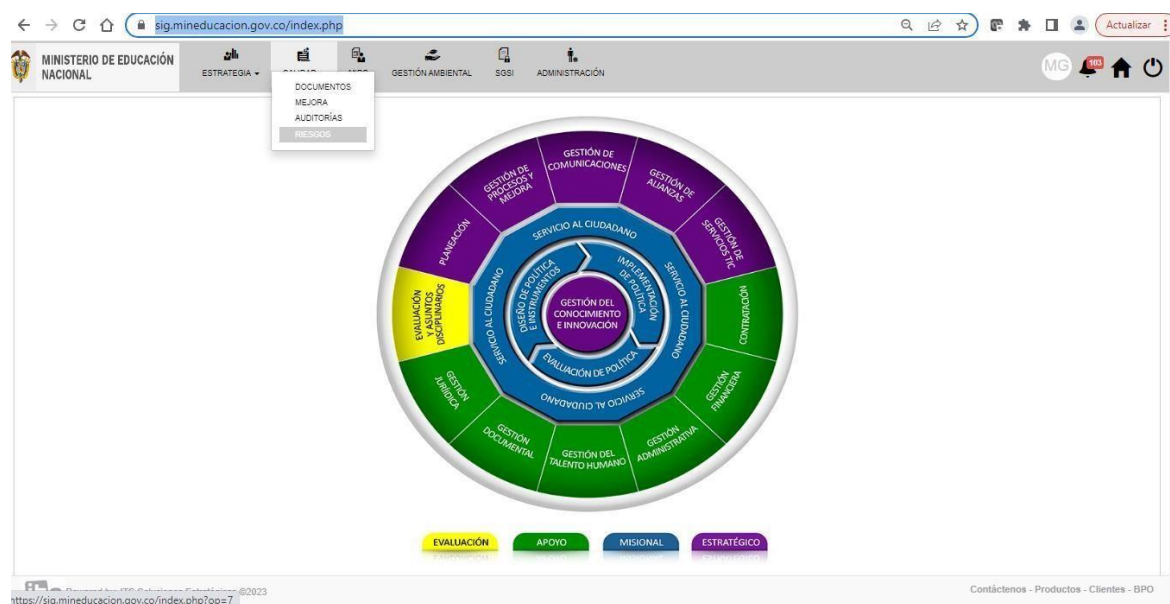 sig.mineducacion.gov.co/index.php
Actualizar
MINISTERIO DE EDUCACIÓN
NACIONAL
ESTRATEGIA
GESTIÓN AMBIENTAL
SGSI
ADMINISTRACIÓN
MG
103
DOCUMENTOS
MEJORA
AUDITORÍAS
RIESGOS
GESTIÓN DE
COMUNICACIONES
GESTIÓN DE
ALIANZAS
GESTIÓN DE
SERVICIOS TIC
CONTRATACIÓN
GESTIÓN
FINANCIERA
GESTIÓN
ADMINISTRATIVA
GESTIÓN DEL
TALENTO HUMANO
GESTIÓN
DOCUMENTAL
GESTIÓN
JURÍDICA
EVALUACIÓN
Y ASUNTOS
DISCIPLINARIOS
PLANEACIÓN
GESTIÓN DE
PROCESOS Y
MEJORA
SERVICIO AL CIUDADANO
SERVICIO AL CIUDADANO
SERVICIO AL CIUDADANO
SERVICIO AL CIUDADANO
DISEÑO DE POLÍTICA
E INSTRUMENTOS
IMPLEMENTACIÓN
DE POLÍTICA
EVALUACIÓN DE POLÍTICA
GESTIÓN DEL
CONOCIMIENTO
E INNOVACIÓN
EVALUACIÓN
APOYO
MISIONAL
ESTRATÉGICO
©2023
Contáctenos - Productos - Clientes - BPO
https://sig.mineducacion.gov.co/index.php?op=7